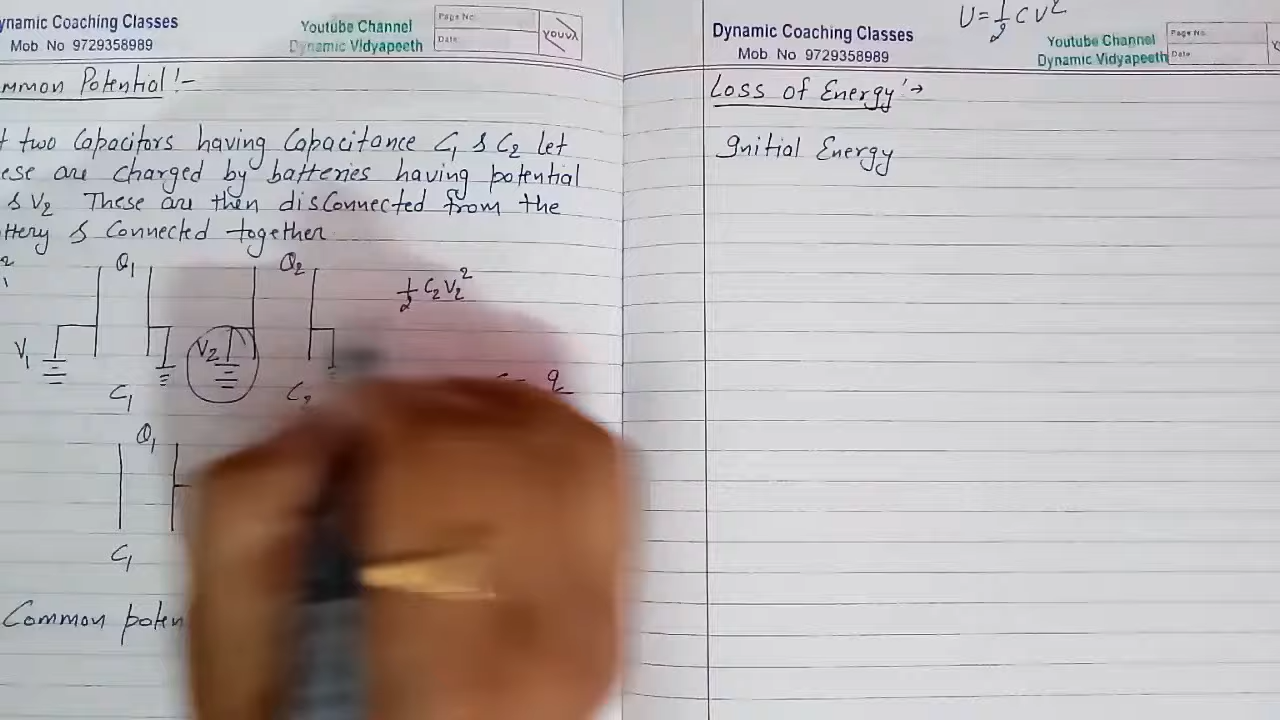 ynamic Coaching Classes
Mob No 9729358989
Youtube Channel
Dynamic Vidyapeeth
Page No.
Date
youva
mmon Potential :-
t two Capacitors having Capacitance C₁ & C₂ let
ese are charged by batteries having potential
& V₂ These are then disConnected from the
ttery & Connected together
Q₁
Q₂
½ C₂V₂²
V₁
V₂
C₁
C₂
Q₁
C₁
Common poten
U = ½ C V²
Dynamic Coaching Classes
Mob No 9729358989
Youtube Channel
Dynamic Vidyapeeth
Page No.
Date
Loss of Energy :→
Initial Energy